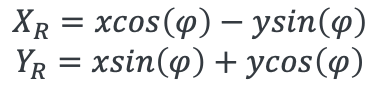 X_R = xcos(φ) − ysin(φ)
Y_R = xsin(φ) + ycos(φ)